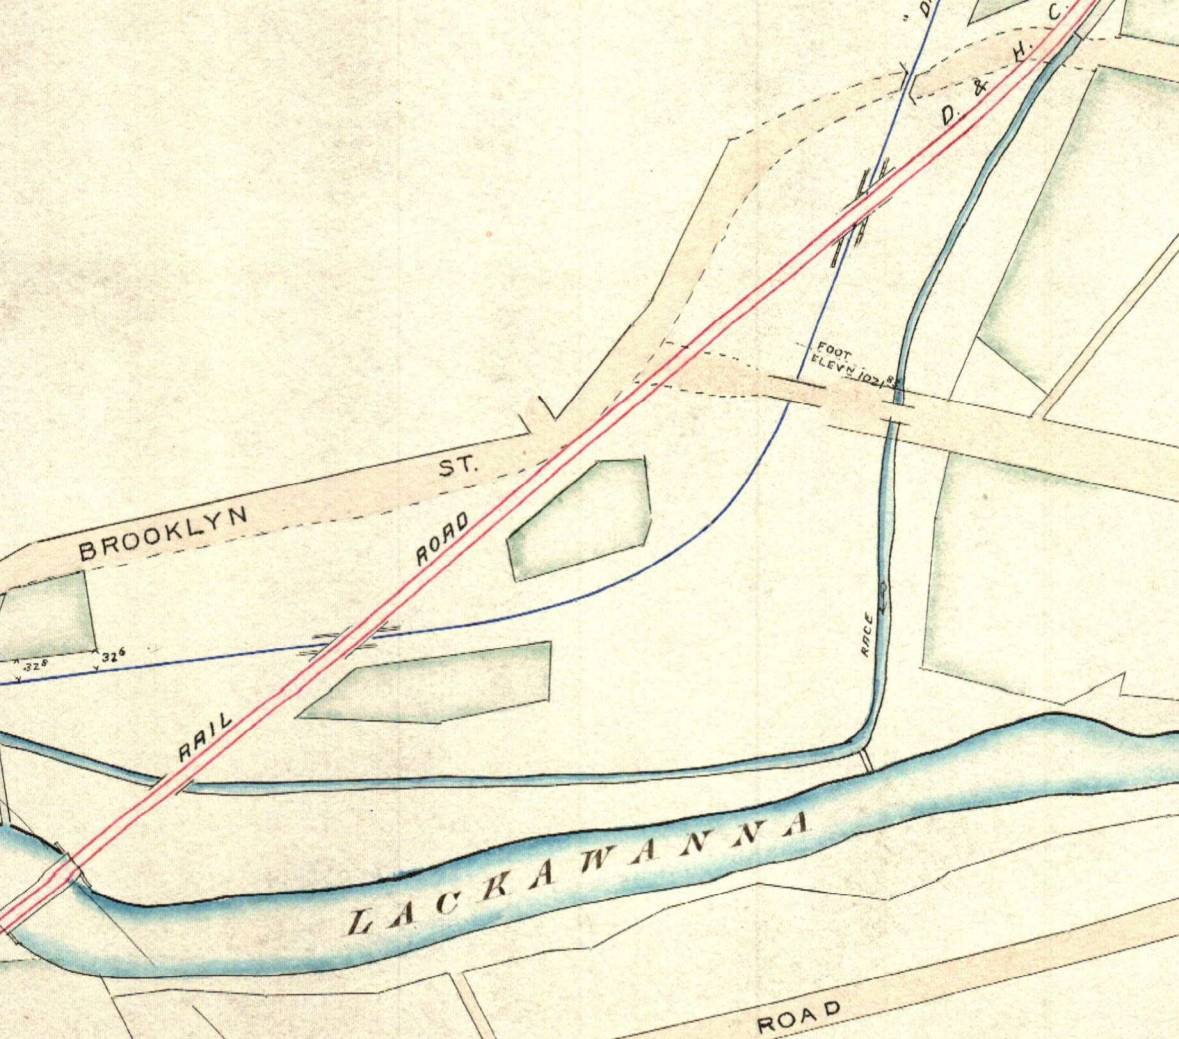 "D.
D. & H. C.
FOOT
ELEV'N 1021
BROOKLYN ST.
RAIL ROAD
RACE
32⁸
32⁶
LACKAWANNA
ROAD